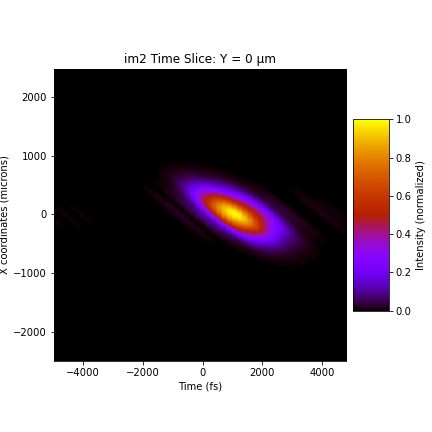 im2 Time Slice: Y = 0 μm
X coordinates (microns)
2000
1000
0
−1000
−2000
−4000 −2000 0 2000 4000
Time (fs)
1.0
0.8
0.6
0.4
0.2
0.0
Intensity (normalized)